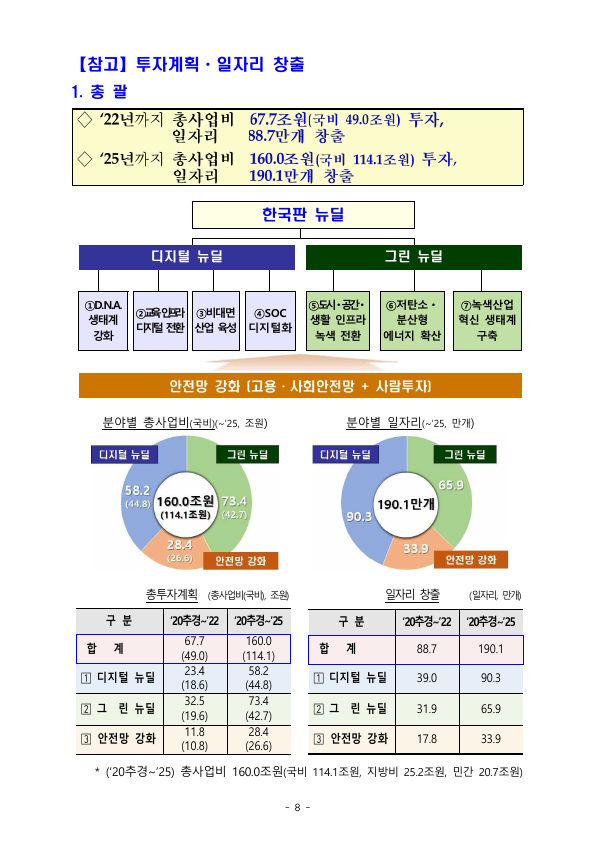 【참고】 투자계획 · 일자리 창출
1. 총 괄
◇ ‘22년까지 총사업비 67.7조원(국비 49.0조원) 투자,
일자리 88.7만개 창출
◇ ‘25년까지 총사업비 160.0조원(국비 114.1조원) 투자,
일자리 190.1만개 창출
한국판 뉴딜
디지털 뉴딜 그린 뉴딜
①D.N.A. 생태계 강화
②교육인프라 디지털 전환
③비대면 산업 육성
④SOC 디지털화
⑤도시·공간· 생활 인프라 녹색 전환
⑥저탄소· 분산형 에너지 확산
⑦녹색산업 혁신 생태계 구축
안전망 강화 (고용 · 사회안전망 + 사람투자)
분야별 총사업비(국비)(~‘25, 조원)
디지털 뉴딜 그린 뉴딜
58.2 (44.8)
160.0조원 (114.1조원)
73.4 (42.7)
28.4 (26.6)
안전망 강화
분야별 일자리(~‘25, 만개)
디지털 뉴딜 그린 뉴딜
65.9
190.1만개
90.3
33.9
안전망 강화
총투자계획 (총사업비(국비), 조원)
구 분 ‘20추경~‘22 ‘20추경~‘25
합 계 67.7 (49.0) 160.0 (114.1)
1 디지털 뉴딜 23.4 (18.6) 58.2 (44.8)
2 그 린 뉴딜 32.5 (19.6) 73.4 (42.7)
3 안전망 강화 11.8 (10.8) 28.4 (26.6)
일자리 창출 (일자리, 만개)
구 분 ‘20추경~‘22 ‘20추경~‘25
합 계 88.7 190.1
1 디지털 뉴딜 39.0 90.3
2 그 린 뉴딜 31.9 65.9
3 안전망 강화 17.8 33.9
* (‘20추경~‘25) 총사업비 160.0조원(국비 114.1조원, 지방비 25.2조원, 민간 20.7조원)
- 8 -